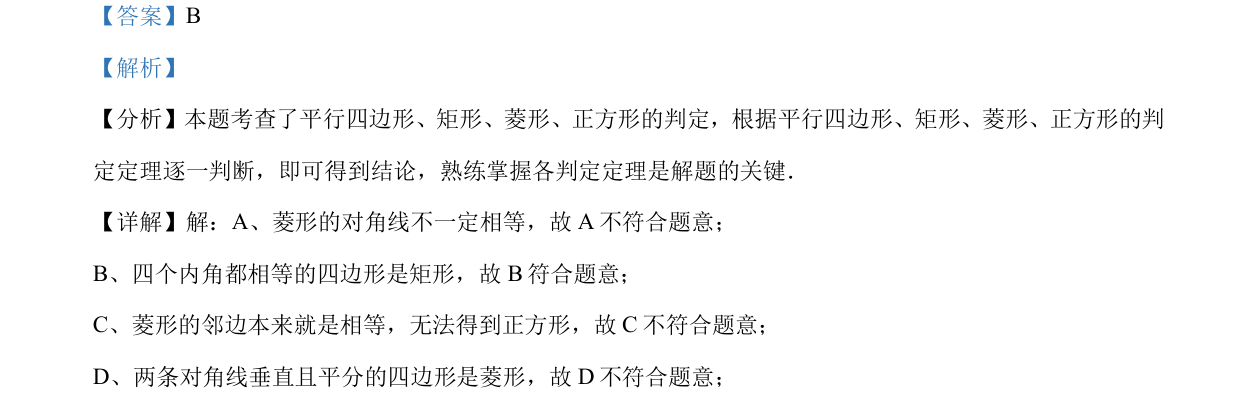 【答案】B
【解析】
【分析】本题考查了平行四边形、矩形、菱形、正方形的判定，根据平行四边形、矩形、菱形、正方形的判
定定理逐一判断，即可得到结论，熟练掌握各判定定理是解题的关键．
【详解】解：A、菱形的对角线不一定相等，故 A 不符合题意；
B、四个内角都相等的四边形是矩形，故 B 符合题意；
C、菱形的邻边本来就是相等，无法得到正方形，故 C 不符合题意；
D、两条对角线垂直且平分的四边形是菱形，故 D 不符合题意；